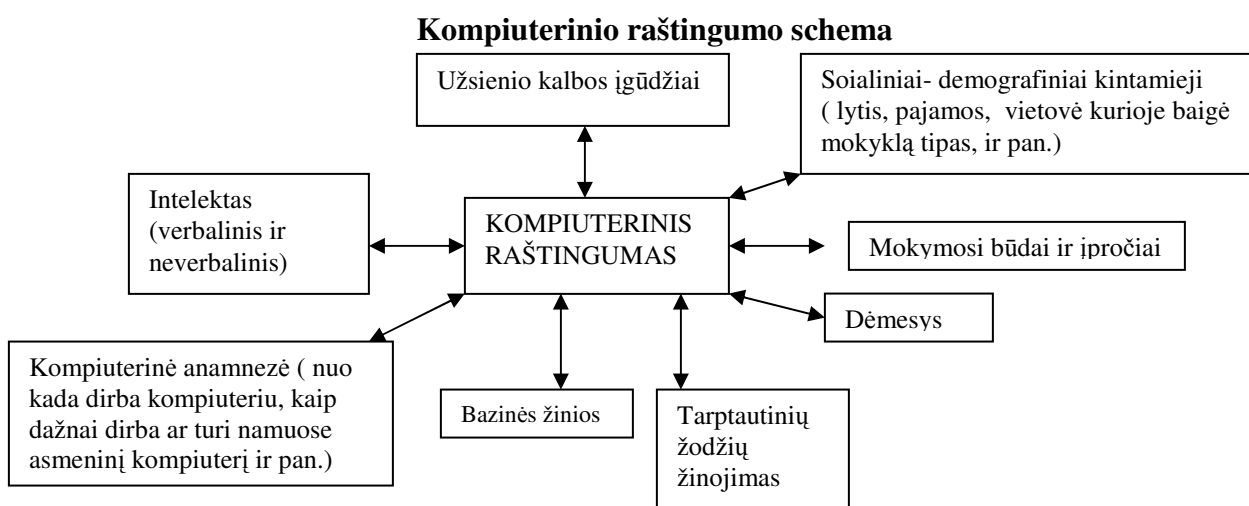 Kompiuterinio raštingumo schema
Užsienio kalbos įgūdžiai
Soialiniai- demografiniai kintamieji
( lytis, pajamos, vietovė kurioje baigė
mokyklą tipas, ir pan.)
Intelektas
(verbalinis ir
neverbalinis)
KOMPIUTERINIS
RAŠTINGUMAS
Mokymosi būdai ir įpročiai
Dėmesys
Kompiuterinė anamnezė ( nuo
kada dirba kompiuteriu, kaip
dažnai dirba ar turi namuose
asmeninį kompiuterį ir pan.)
Bazinės žinios
Tarptautinių
žodžių
žinojimas